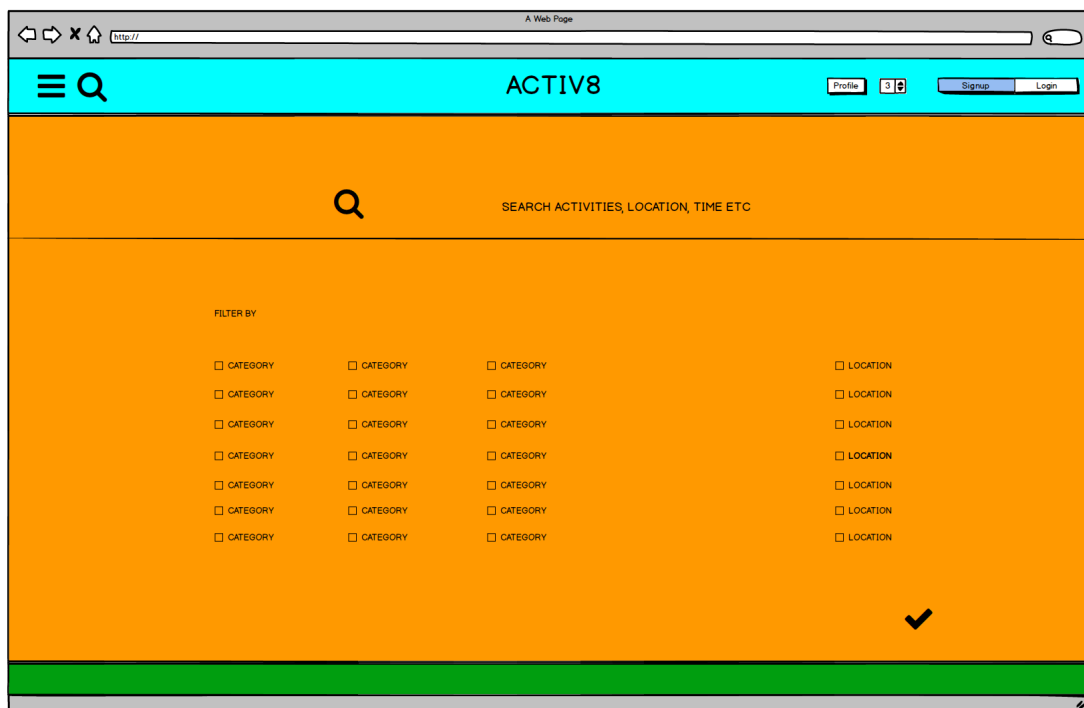 A Web Page
http://
ACTIV8
Profile 3 Signup Login
SEARCH ACTIVITIES, LOCATION, TIME ETC
FILTER BY
CATEGORY CATEGORY CATEGORY LOCATION
CATEGORY CATEGORY CATEGORY LOCATION
CATEGORY CATEGORY CATEGORY LOCATION
CATEGORY CATEGORY CATEGORY LOCATION
CATEGORY CATEGORY CATEGORY LOCATION
CATEGORY CATEGORY CATEGORY LOCATION
CATEGORY CATEGORY CATEGORY LOCATION